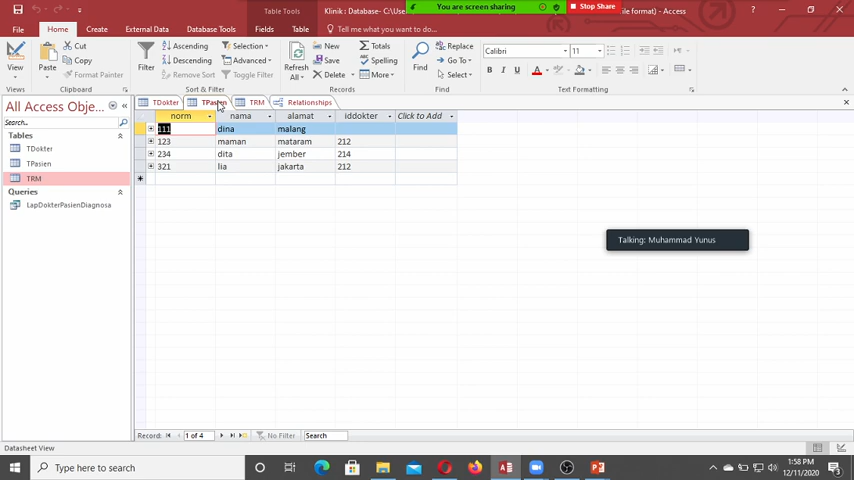 Table Tools
Klinik : Database- C:\Use
You are screen sharing
Stop Share
ile format) - Access
File
Home
Create
External Data
Database Tools
Fields
Table
Tell me what you want to do...
View
Paste
Cut
Copy
Format Painter
Filter
Ascending
Descending
Remove Sort
Selection
Advanced
Toggle Filter
Refresh All
New
Save
Delete
Totals
Spelling
More
Find
Replace
Go To
Select
Calibri
11
B I U A
Views
Clipboard
Sort & Filter
Records
Find
Text Formatting
All Access Obje...
TDokter
TPasien
TRM
Relationships
Search...
Tables
TDokter
TPasien
TRM
Queries
LapDokterPasienDiagnosa
norm nama alamat iddokter Click to Add
111 dina malang
123 maman mataram 212
234 dita jember 214
321 lia jakarta 212
Talking: Muhammad Yunus
Record: 1 of 4 No Filter Search
Datasheet View
Type here to search
1:58 PM
12/11/2020
3